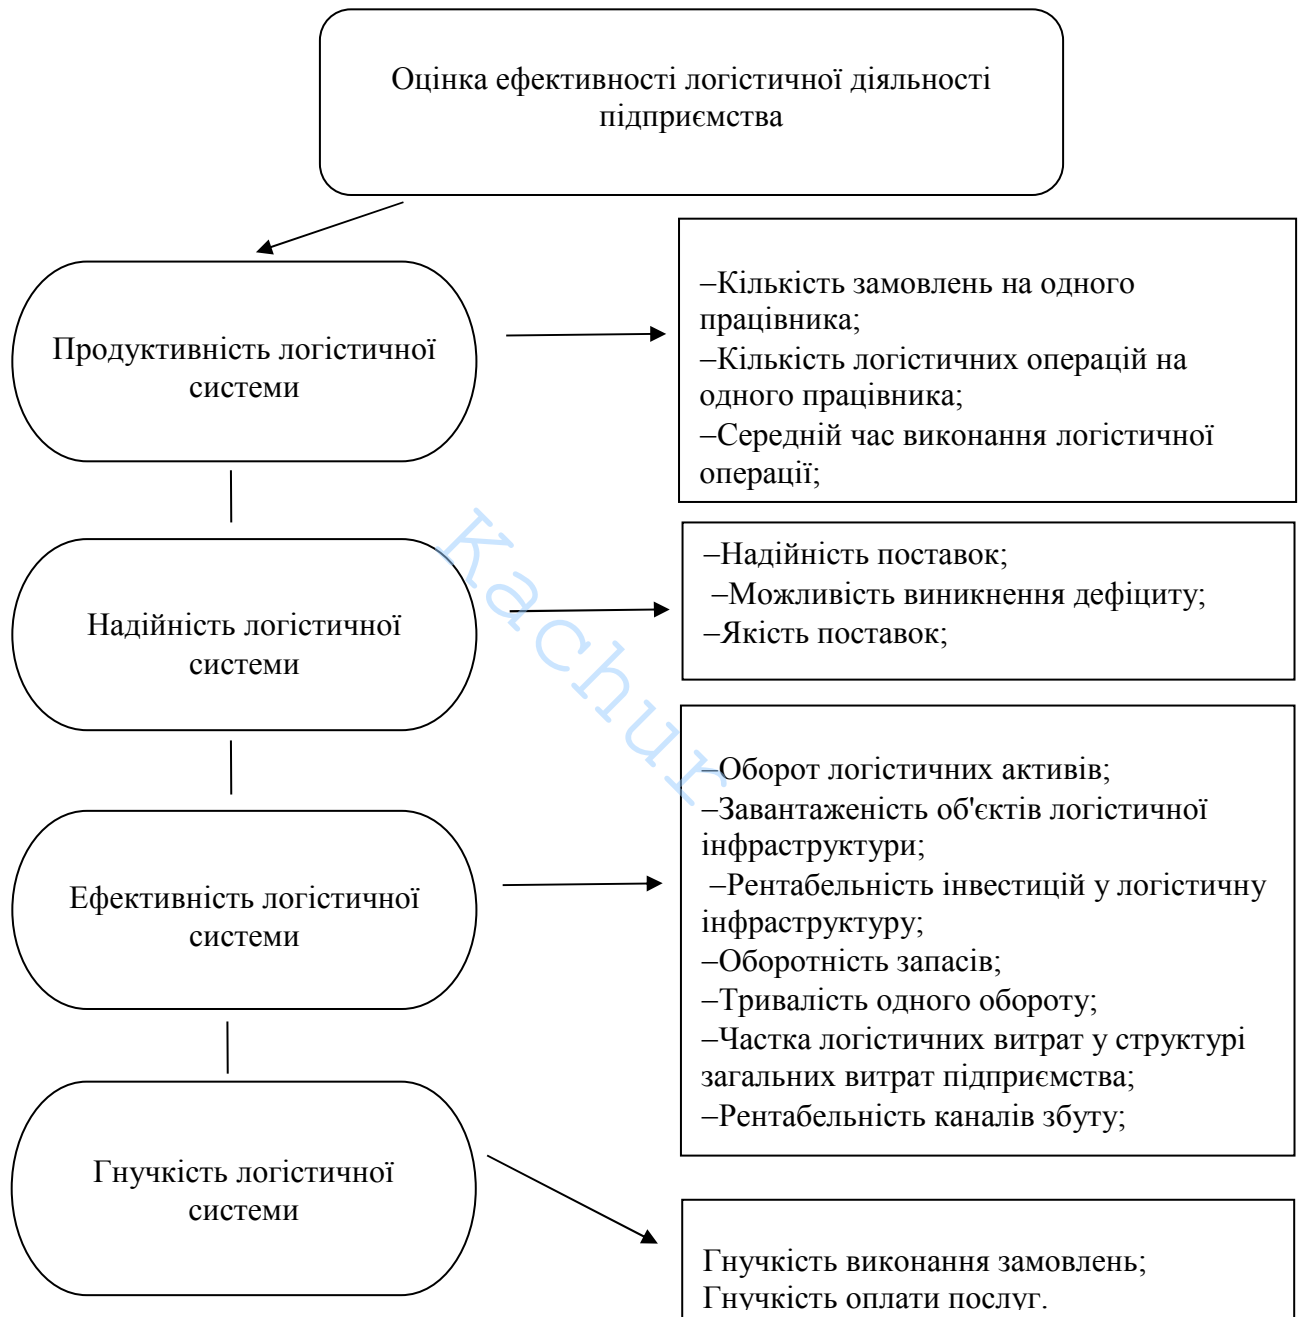 Оцінка ефективності логістичної діяльності
підприємства
Продуктивність логістичної
системи
–Кількість замовлень на одного
працівника;
–Кількість логістичних операцій на
одного працівника;
–Середній час виконання логістичної
операції;
Надійність логістичної
системи
–Надійність поставок;
–Можливість виникнення дефіциту;
–Якість поставок;
Ефективність логістичної
системи
–Оборот логістичних активів;
–Завантаженість об'єктів логістичної
інфраструктури;
–Рентабельність інвестицій у логістичну
інфраструктуру;
–Оборотність запасів;
–Тривалість одного обороту;
–Частка логістичних витрат у структурі
загальних витрат підприємства;
–Рентабельність каналів збуту;
Гнучкість логістичної
системи
Гнучкість виконання замовлень;
Гнучкість оплати послуг.
Kachur